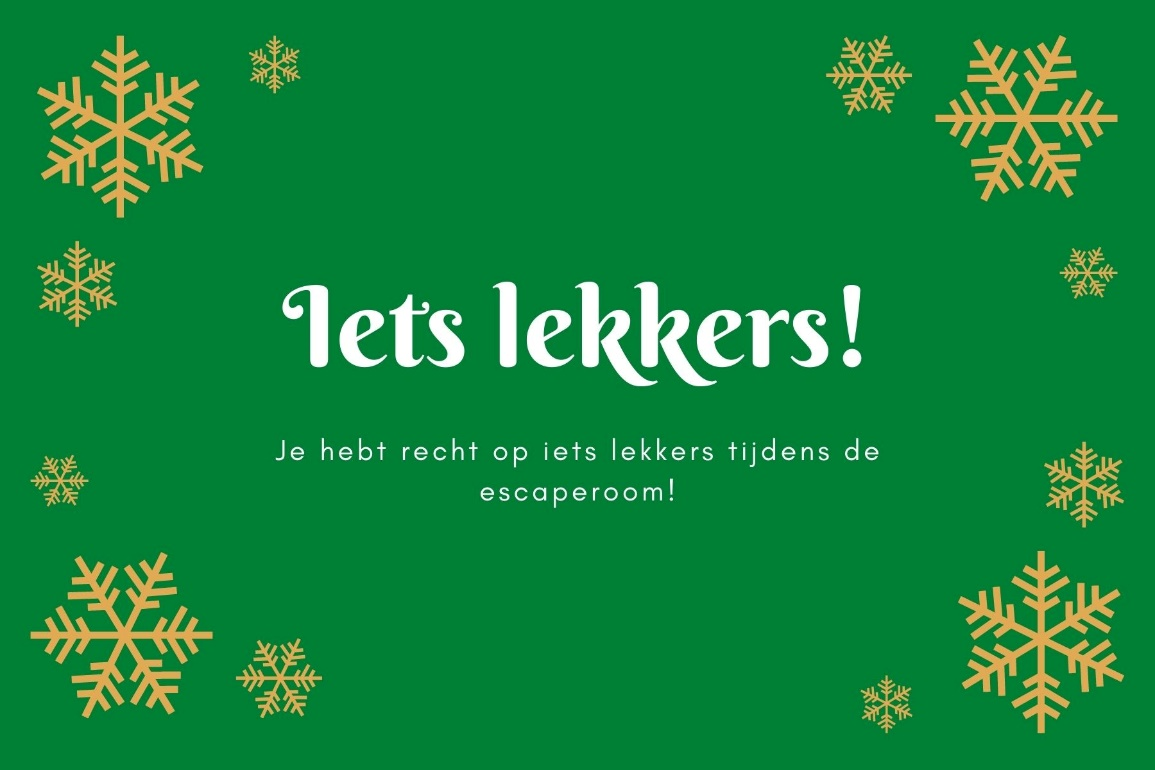 Iets lekkers!
Je hebt recht op iets lekkers tijdens de
escaperoom!